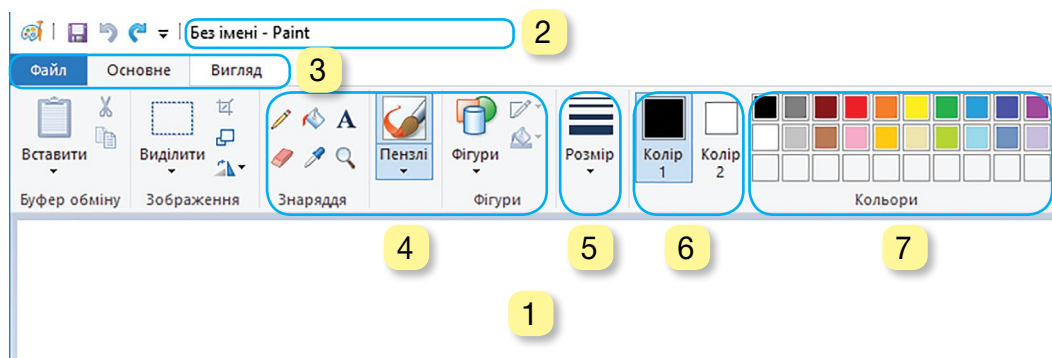 Без імені - Paint
2
Файл Основне Вигляд
3
A
Вставити Виділити Пензлі Фігури Розмір Колір 1 Колір 2
Буфер обміну Зображення Знаряддя Фігури Кольори
4 5 6 7
1